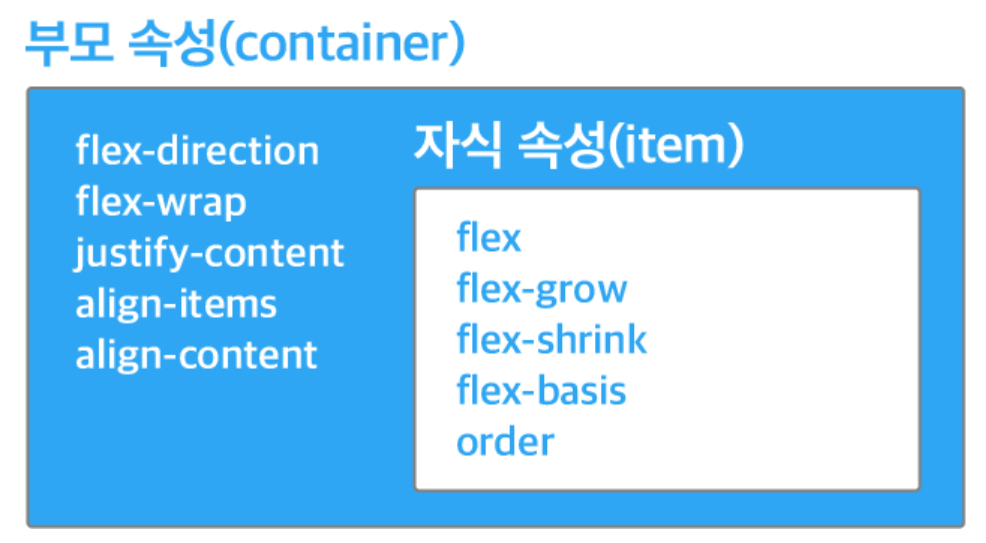 부모 속성(container)
flex-direction
flex-wrap
justify-content
align-items
align-content
자식 속성(item)
flex
flex-grow
flex-shrink
flex-basis
order